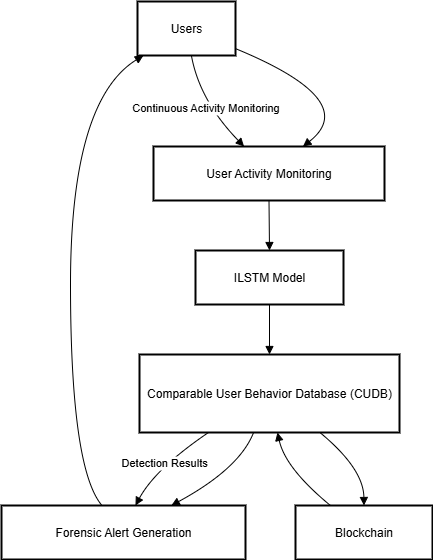 Users
Continuous Activity Monitoring
User Activity Monitoring
ILSTM Model
Comparable User Behavior Database (CUDB)
Detection Results
Forensic Alert Generation
Blockchain